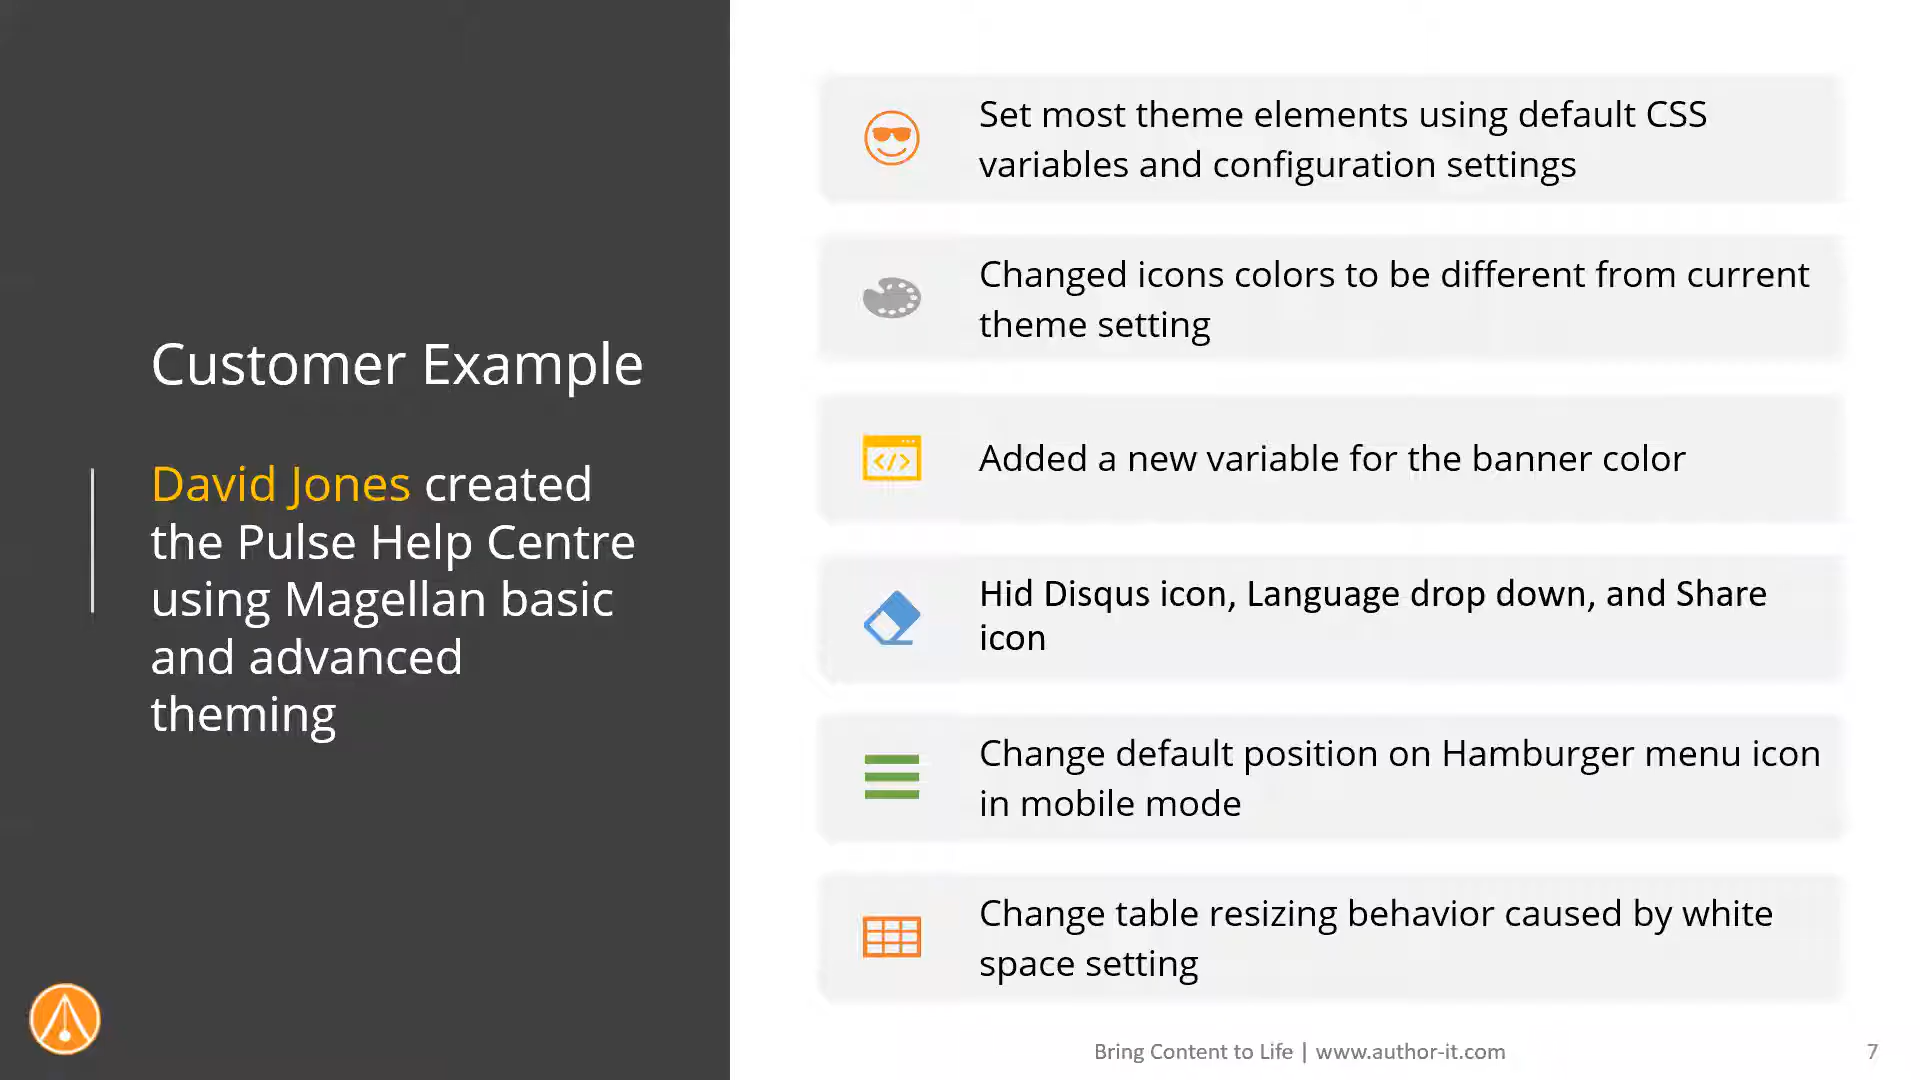 Customer Example
David Jones created
the Pulse Help Centre
using Magellan basic
and advanced
theming
Set most theme elements using default CSS
variables and configuration settings
Changed icons colors to be different from current
theme setting
</>
Added a new variable for the banner color
Hid Disqus icon, Language drop down, and Share
icon
Change default position on Hamburger menu icon
in mobile mode
Change table resizing behavior caused by white
space setting
Bring Content to Life | www.author-it.com
7